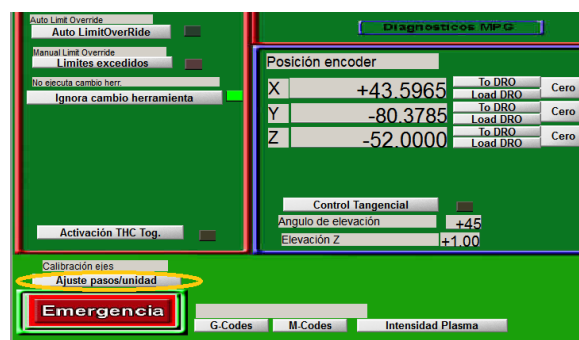 Auto Limit Override
Auto LimitOverRide
Manual Limit Override
Limites excedidos
No ejecuta cambio herr.
Ignora cambio herramienta
Activación THC Tog.
Diagnosticos MPG
Posición encoder
X +43.5965 To DRO Load DRO Cero
Y -80.3785 To DRO Load DRO Cero
Z -52.0000 To DRO Load DRO Cero
Control Tangencial
Angulo de elevación +45
Elevación Z +1.00
Calibración ejes
Ajuste pasos/unidad
Emergencia
G-Codes M-Codes Intensidad Plasma